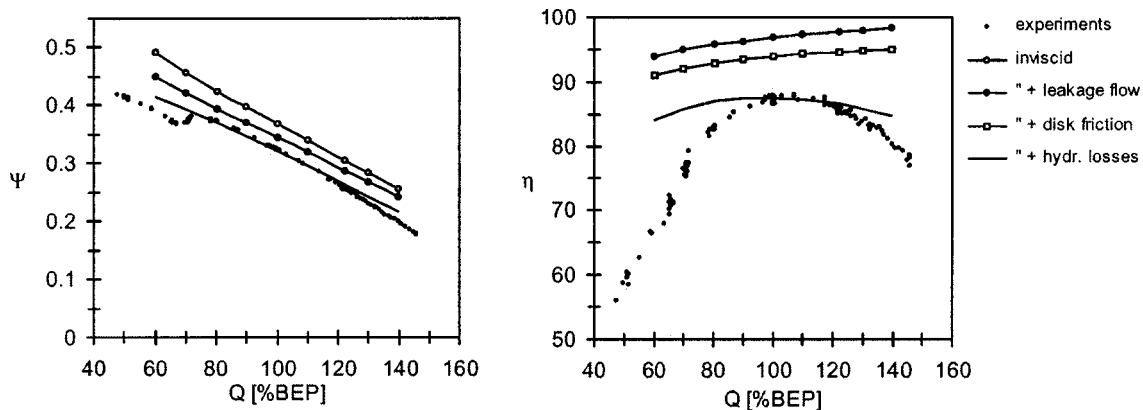 0.5
0.4
0.3
0.2
0.1
0
Ψ
40 60 80 100 120 140 160
Q [%BEP]
100
90
80
70
60
50
η
40 60 80 100 120 140 160
Q [%BEP]
experiments
inviscid
" + leakage flow
" + disk friction
" + hydr. losses